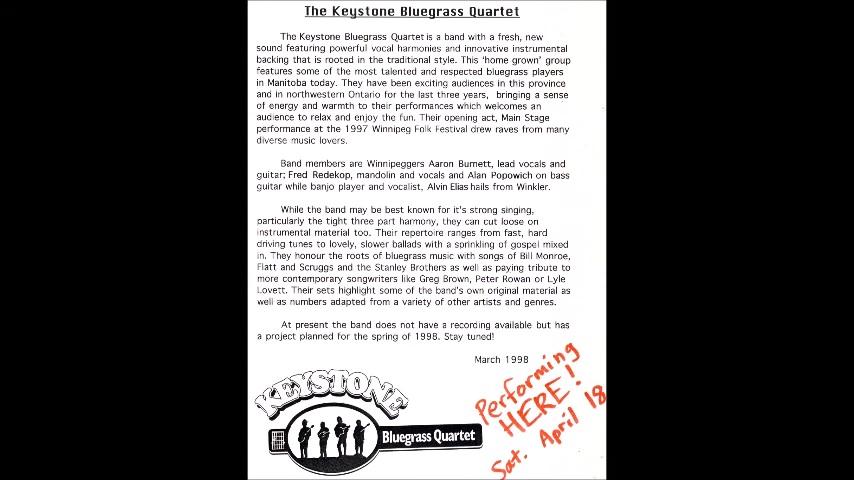 The Keystone Bluegrass Quartet
The Keystone Bluegrass Quartet is a band with a fresh, new
sound featuring powerful vocal harmonies and innovative instrumental
backing that is rooted in the traditional style. This 'home grown' group
features some of the most talented and respected bluegrass players
in Manitoba today. They have been exciting audiences in this province
and in northwestern Ontario for the last three years, bringing a sense
of energy and warmth to their performances which welcomes an
audience to relax and enjoy the fun. Their opening act, Main Stage
performance at the 1997 Winnipeg Folk Festival drew raves from many
diverse music lovers.
Band members are Winnipeggers Aaron Burnett, lead vocals and
guitar; Fred Redekop, mandolin and vocals and Alan Popowich on bass
guitar while banjo player and vocalist, Alvin Elias hails from Winkler.
While the band may be best known for it's strong singing,
particularly the tight three part harmony, they can cut loose on
instrumental material too. Their repertoire ranges from fast, hard
driving tunes to lovely, slower ballads with a sprinkling of gospel mixed
in. They honour the roots of bluegrass music with songs of Bill Monroe,
Flatt and Scruggs and the Stanley Brothers as well as paying tribute to
more contemporary songwriters like Greg Brown, Peter Rowan or Lyle
Lovett. Their sets highlight some of the band's own original material as
well as numbers adapted from a variety of other artists and genres.
At present the band does not have a recording available but has
a project planned for the spring of 1998. Stay tuned!
March 1998
KEYSTONE
Bluegrass Quartet
Performing
HERE!
Sat. April 18